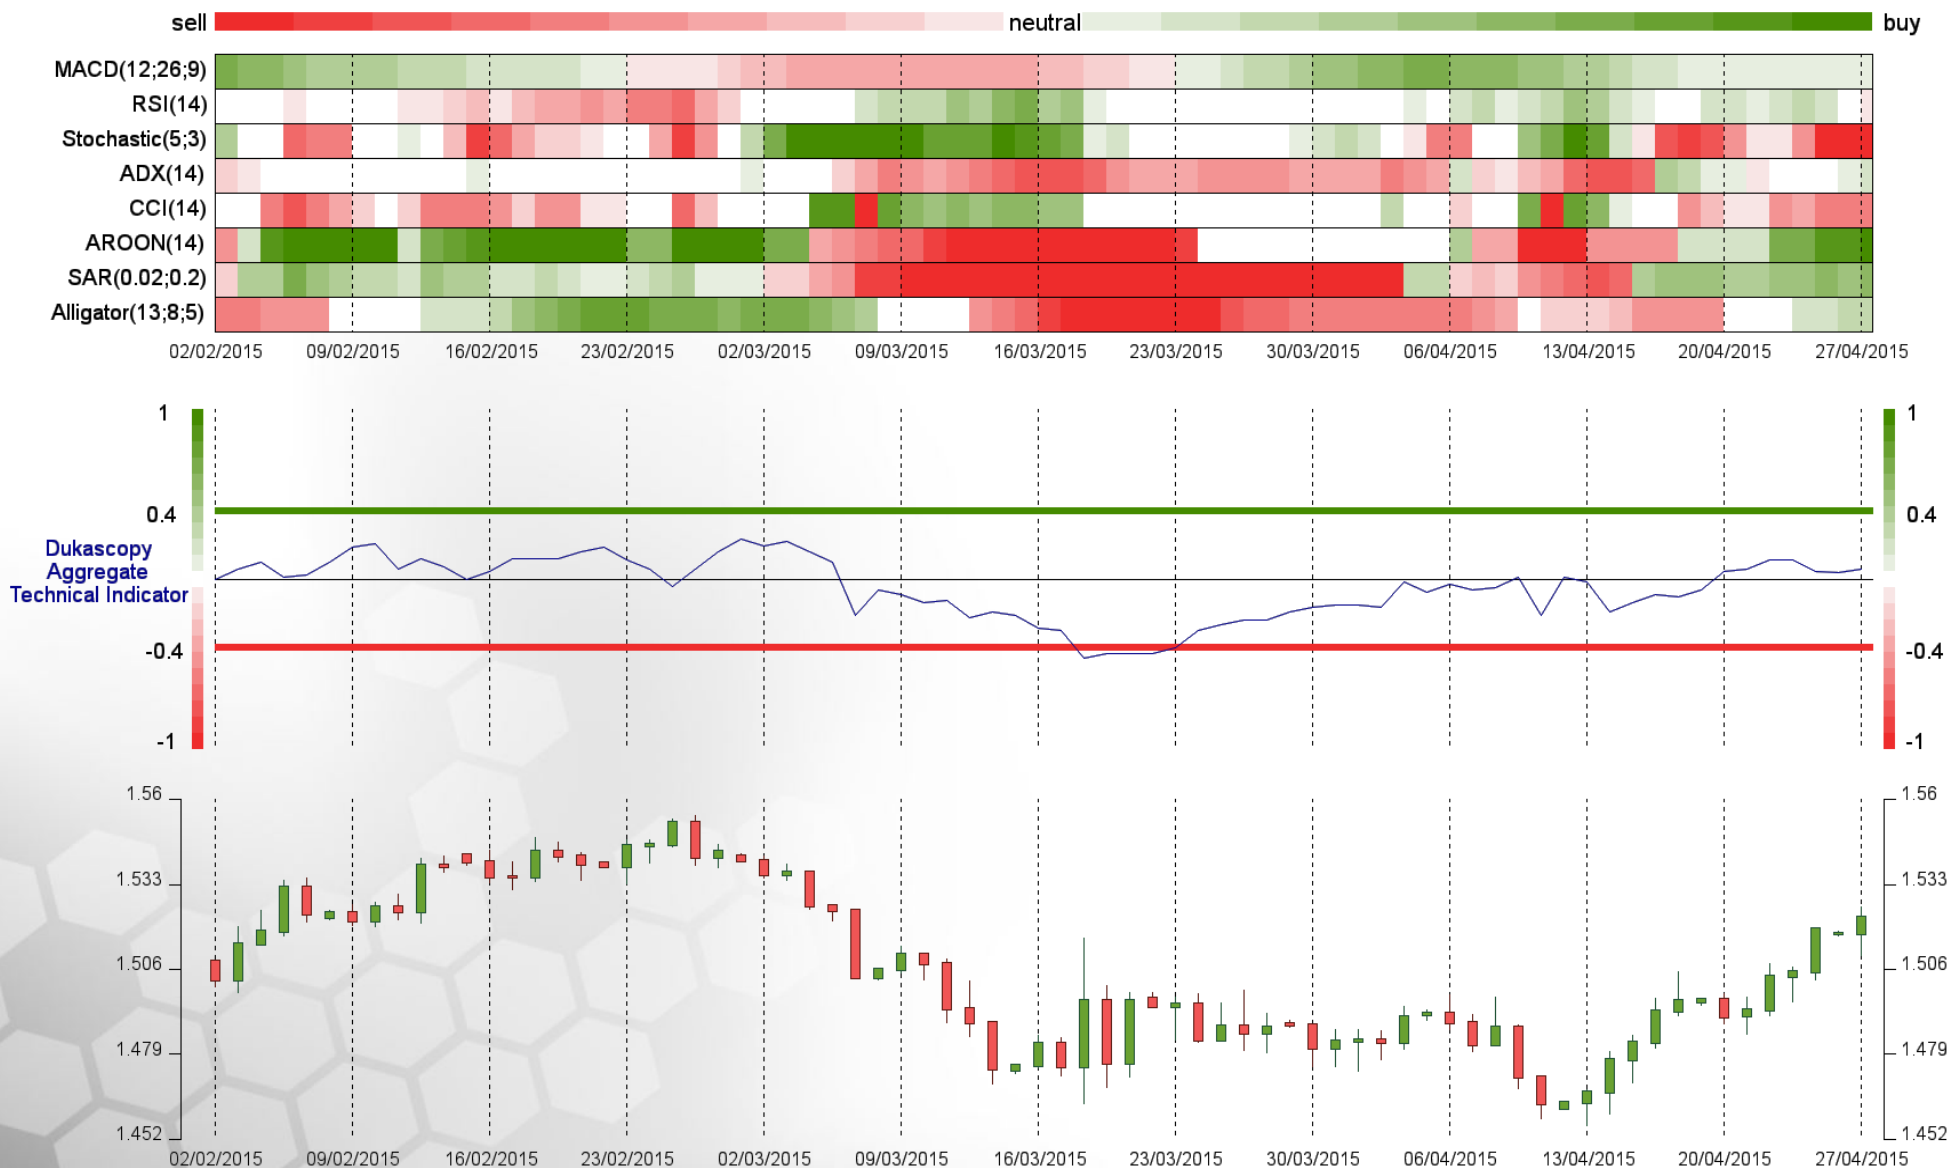 sell neutral buy
MACD(12;26;9)
RSI(14)
Stochastic(5;3)
ADX(14)
CCI(14)
AROON(14)
SAR(0.02;0.2)
Alligator(13;8;5)
02/02/2015 09/02/2015 16/02/2015 23/02/2015 02/03/2015 09/03/2015 16/03/2015 23/03/2015 30/03/2015 06/04/2015 13/04/2015 20/04/2015 27/04/2015
1 1
0.4 0.4
Dukascopy
Aggregate
Technical Indicator
-0.4 -0.4
-1 -1
1.56 1.56
1.533 1.533
1.506 1.506
1.479 1.479
1.452 1.452
02/02/2015 09/02/2015 16/02/2015 23/02/2015 02/03/2015 09/03/2015 16/03/2015 23/03/2015 30/03/2015 06/04/2015 13/04/2015 20/04/2015 27/04/2015